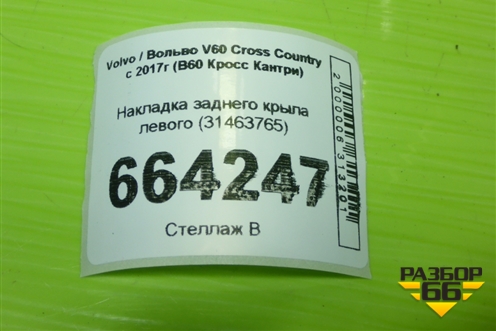 Volvo / Вольво V60 Cross Country
с 2017г (В60 Кросс Кантри)
Накладка заднего крыла
левого (31463765)
664247
Стеллаж В
2000006313201
РАЗБОР
66